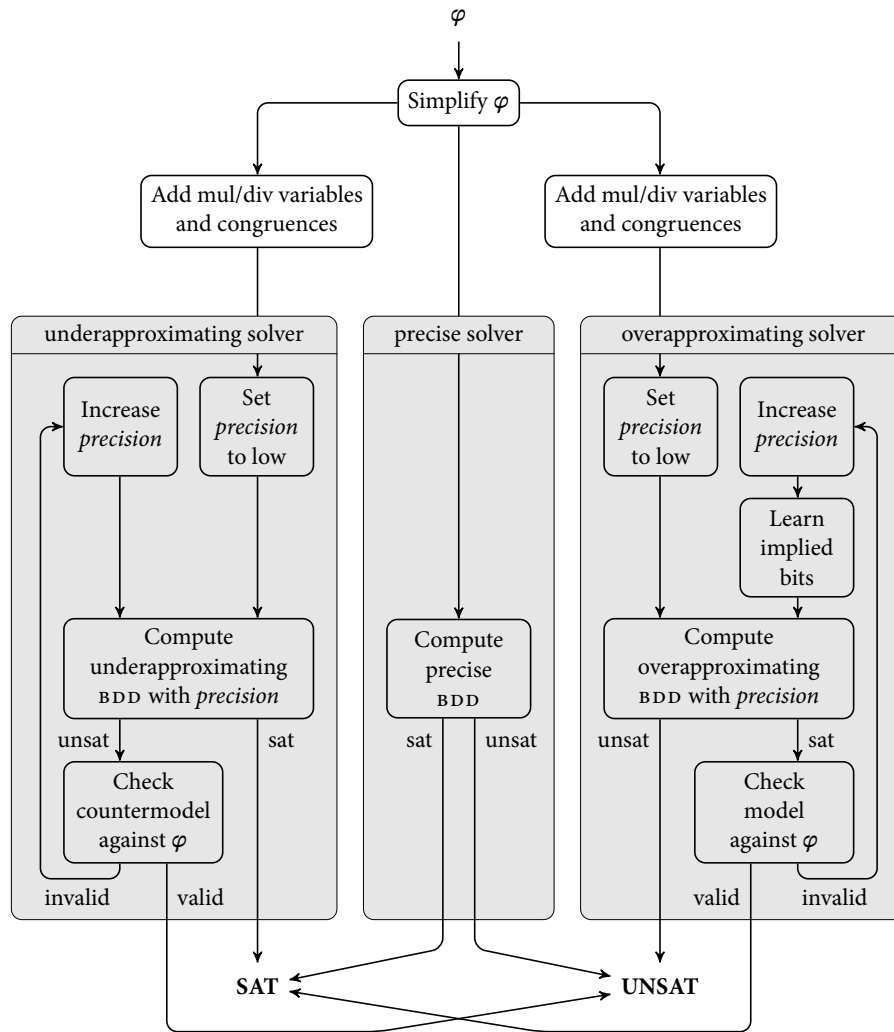 φ
Simplify φ
Add mul/div variables
and congruences
Add mul/div variables
and congruences
underapproximating solver
precise solver
overapproximating solver
Increase
precision
Set
precision
to low
Set
precision
to low
Increase
precision
Learn
implied
bits
Compute
underapproximating
BDD with precision
Compute
precise
BDD
Compute
overapproximating
BDD with precision
unsat
sat
sat
unsat
unsat
sat
Check
countermodel
against φ
Check
model
against φ
invalid
valid
valid
invalid
SAT
UNSAT